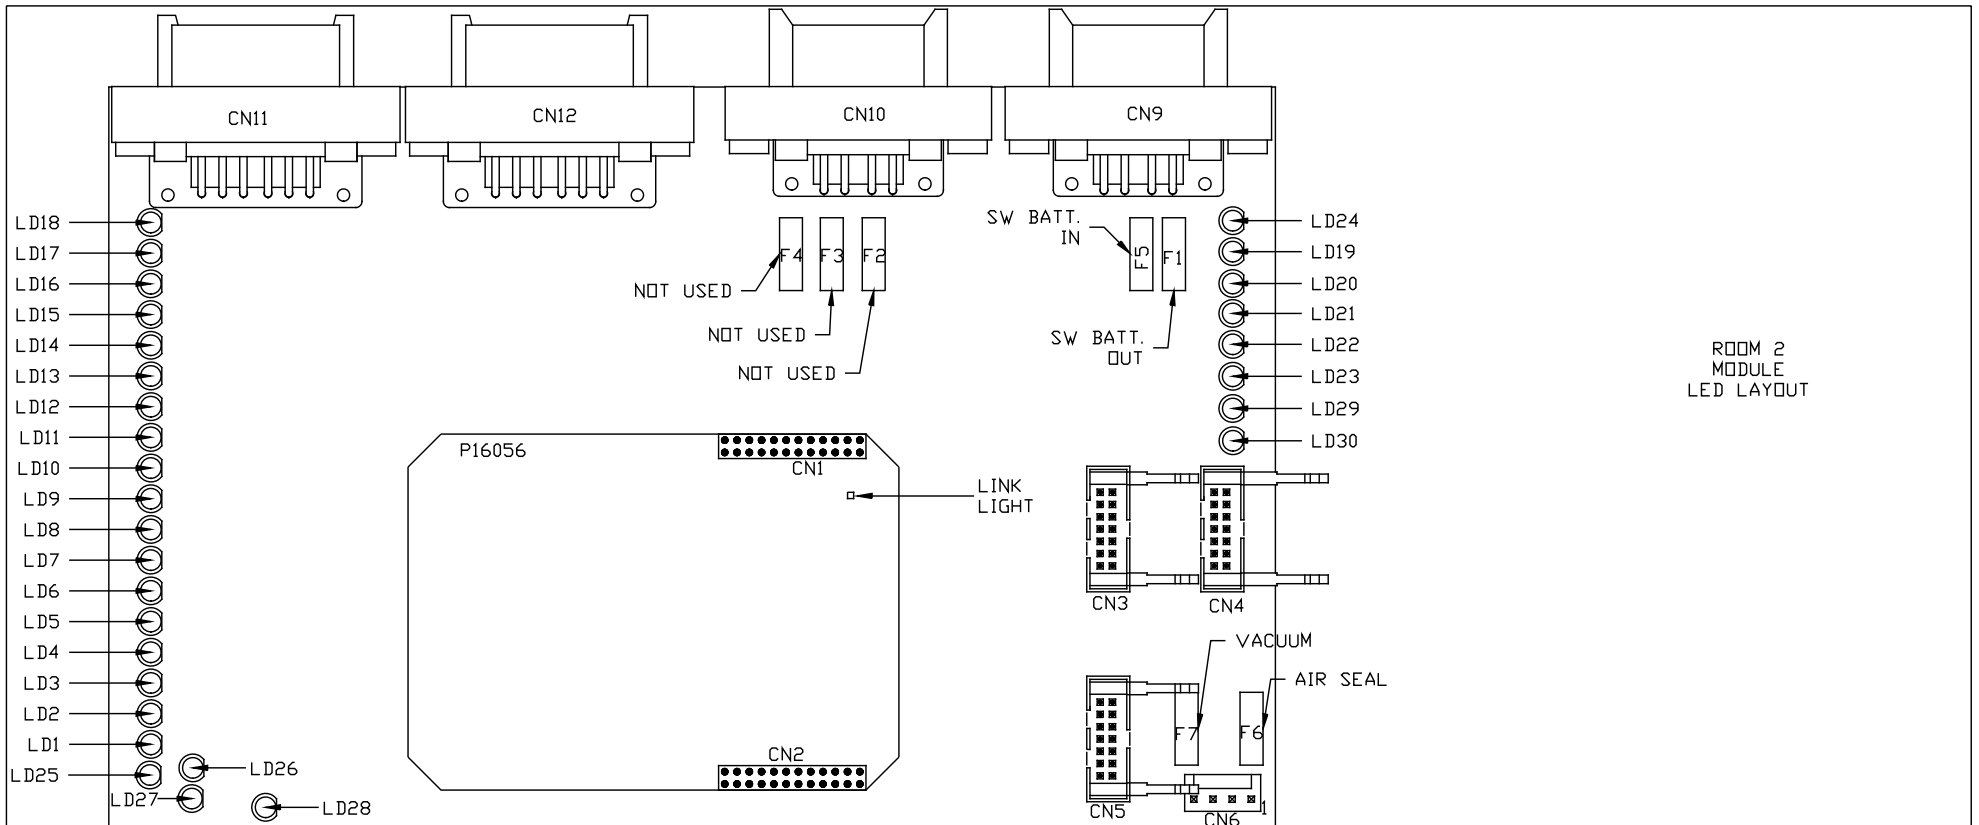 CN11
CN12
CN10
CN9
LD18
LD17
LD16
LD15
LD14
LD13
LD12
LD11
LD10
LD9
LD8
LD7
LD6
LD5
LD4
LD3
LD2
LD1
LD25
LD26
LD27
LD28
F4
F3
F2
NOT USED
NOT USED
NOT USED
SW BATT.
IN
F5
F1
SW BATT.
OUT
LD24
LD19
LD20
LD21
LD22
LD23
LD29
LD30
P16056
CN1
LINK
LIGHT
CN2
CN3
CN4
VACUUM
AIR SEAL
F7
F6
CN5
CN6
1
ROOM 2
MODULE
LED LAYOUT